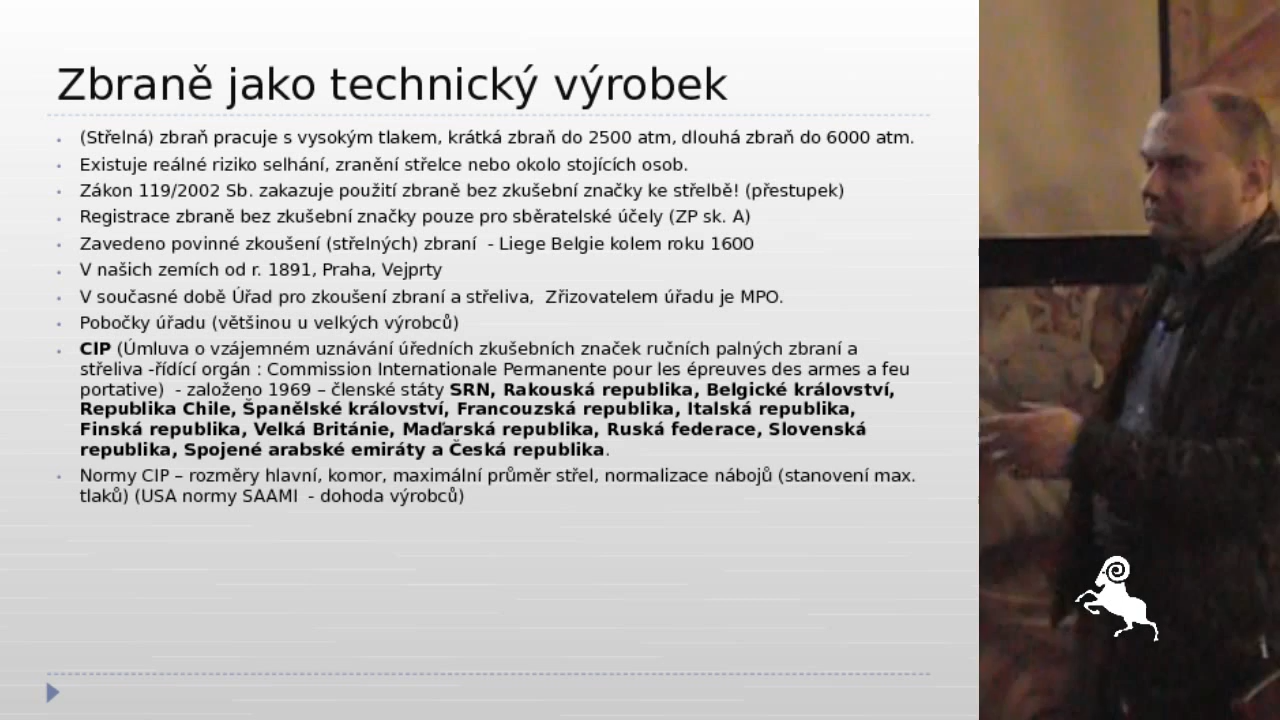 Zbraně jako technický výrobek
(Střelná) zbraň pracuje s vysokým tlakem, krátká zbraň do 2500 atm, dlouhá zbraň do 6000 atm.
Existuje reálné riziko selhání, zranění střelce nebo okolo stojících osob.
Zákon 119/2002 Sb. zakazuje použití zbraně bez zkušební značky ke střelbě! (přestupek)
Registrace zbraně bez zkušební značky pouze pro sběratelské účely (ZP sk. A)
Zavedeno povinné zkoušení (střelných) zbraní  - Liege Belgie kolem roku 1600
V našich zemích od r. 1891, Praha, Vejprty
V současné době Úřad pro zkoušení zbraní a střeliva,  Zřizovatelem úřadu je MPO.
Pobočky úřadu (většinou u velkých výrobců)
CIP (Úmluva o vzájemném uznávání úředních zkušebních značek ručních palných zbraní a
střeliva -řídící orgán : Commission Internationale Permanente pour les épreuves des armes a feu
portative)  - založeno 1969 – členské státy SRN, Rakouská republika, Belgické království,
Republika Chile, Španělské království, Francouzská republika, Italská republika,
Finská republika, Velká Británie, Maďarská republika, Ruská federace, Slovenská
republika, Spojené arabské emiráty a Česká republika.
Normy CIP – rozměry hlavní, komor, maximální průměr střel, normalizace nábojů (stanovení max.
tlaků) (USA normy SAAMI  - dohoda výrobců)